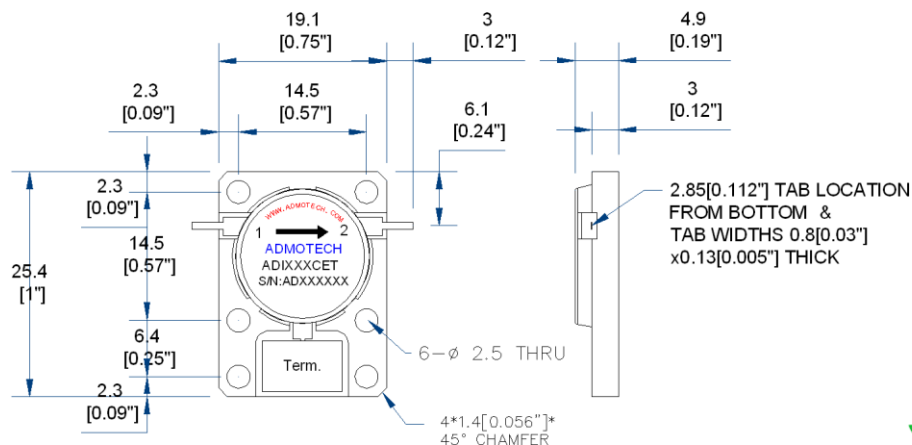 19.1
[0.75"]
3
[0.12"]
4.9
[0.19"]
2.3
[0.09"]
14.5
[0.57"]
6.1
[0.24"]
3
[0.12"]
2.3
[0.09"]
14.5
[0.57"]
25.4
[1"]
6.4
[0.25"]
2.3
[0.09"]
WWW.ADMOTECH.COM
1 2
ADMOTECH
ADIXXXCET
S/N:ADXXXXXX
Term.
2.85[0.112"] TAB LOCATION
FROM BOTTOM &
TAB WIDTHS 0.8[0.03"]
x0.13[0.005"] THICK
6-ø 2.5 THRU
4*1.4[0.056"]*
45° CHAMFER